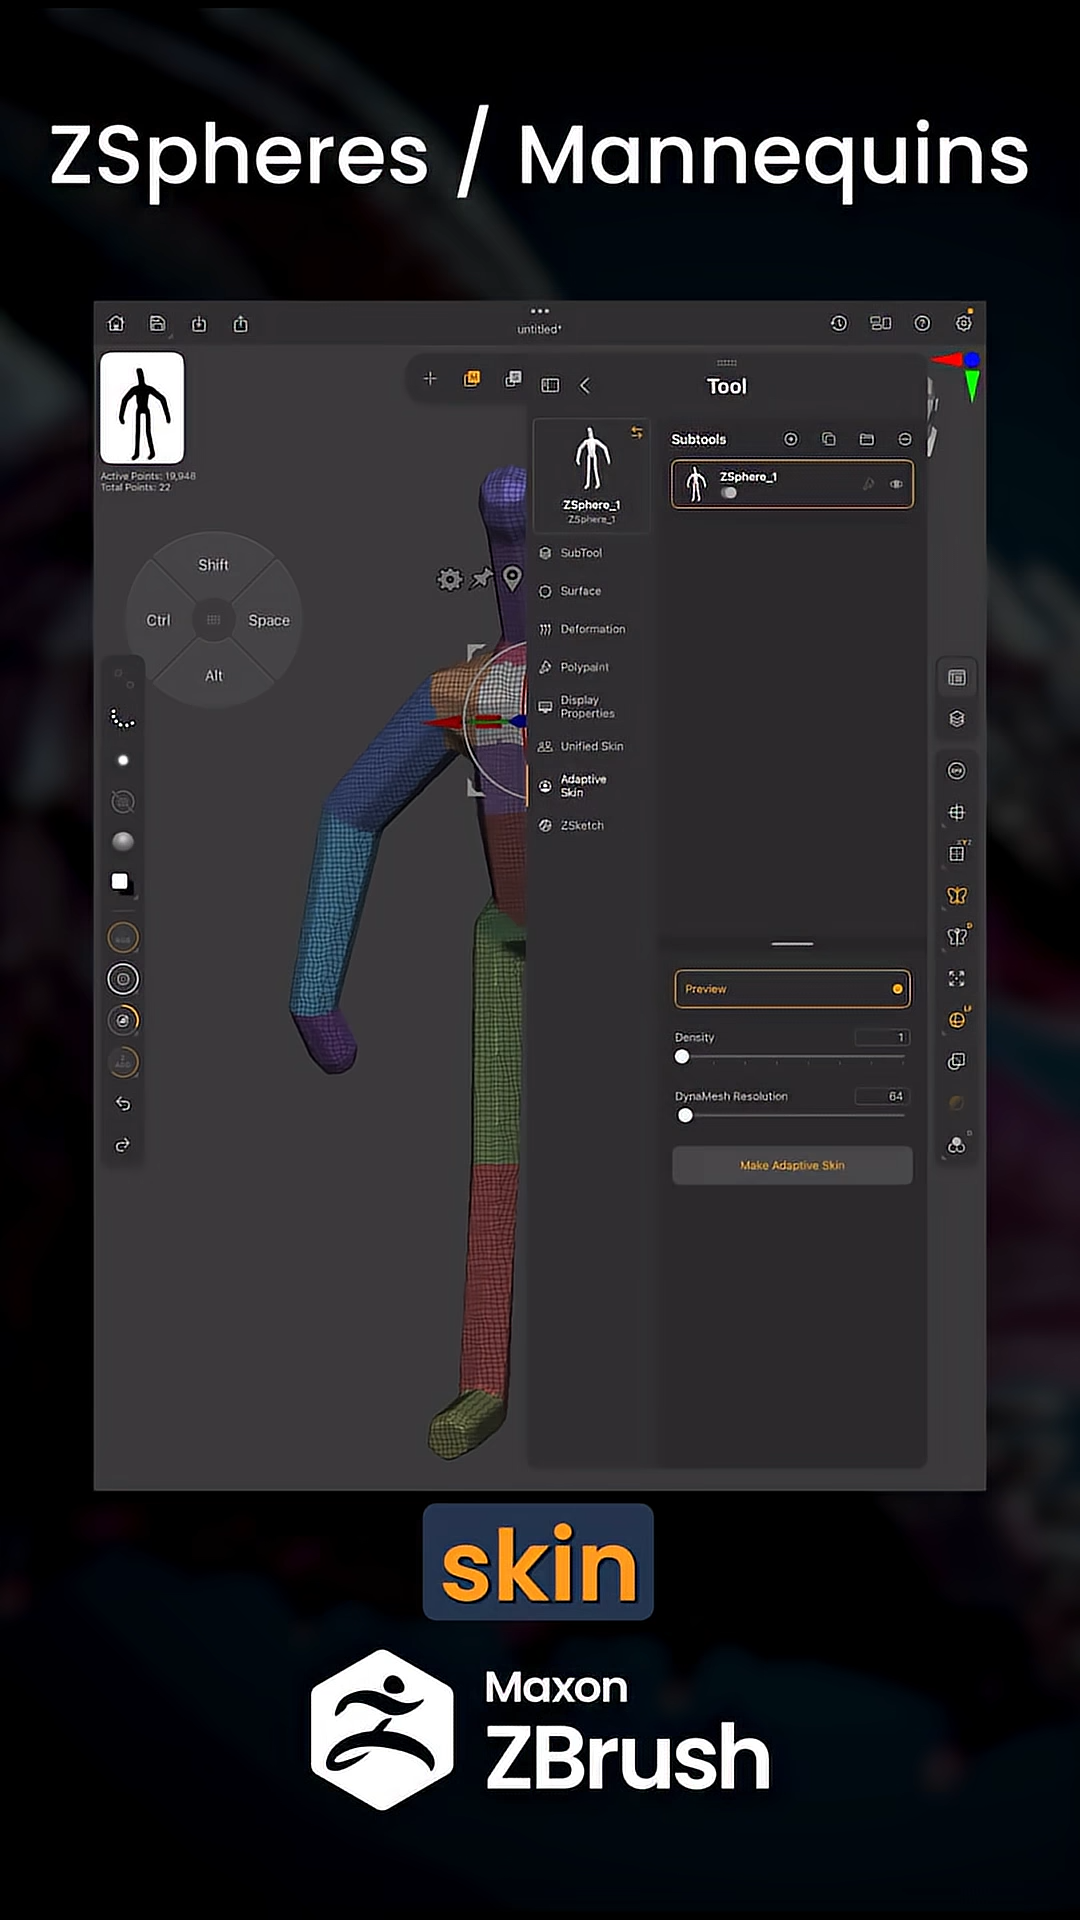 ZSpheres / Mannequins
untitled*
Tool
Active Points: 19,948
Total Points: 22
Subtools
ZSphere_1
ZSphere_1
ZSphere_1
Shift
Ctrl
Space
Alt
SubTool
Surface
Deformation
Polypaint
Display
Properties
Unified Skin
Adaptive
Skin
ZSketch
XYZ
Preview
Density
1
DynaMesh Resolution
64
Make Adaptive Skin
skin
Maxon
ZBrush